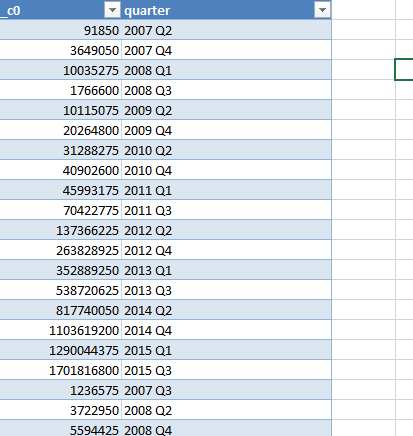 _c0 quarter
91850 2007 Q2
3649050 2007 Q4
10035275 2008 Q1
1766600 2008 Q3
10115075 2009 Q2
20264800 2009 Q4
31288275 2010 Q2
40902600 2010 Q4
45993175 2011 Q1
70422775 2011 Q3
137366225 2012 Q2
263828925 2012 Q4
352889250 2013 Q1
538720625 2013 Q3
817740050 2014 Q2
1103619200 2014 Q4
1290044375 2015 Q1
1701816800 2015 Q3
1236575 2007 Q3
3722950 2008 Q2
5594425 2008 Q4